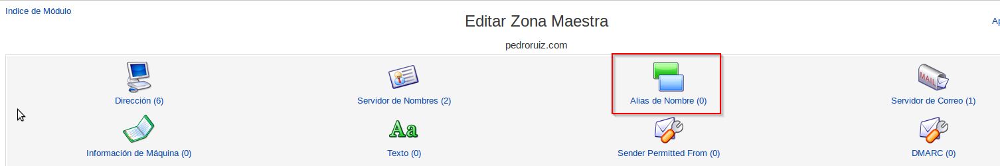 Indice de Módulo
Editar Zona Maestra
Ap
pedroruiz.com
Dirección (6)
Servidor de Nombres (2)
Alias de Nombre (0)
MAIL
Servidor de Correo (1)
Aa
Información de Máquina (0)
Texto (0)
Sender Permitted From (0)
DMARC (0)